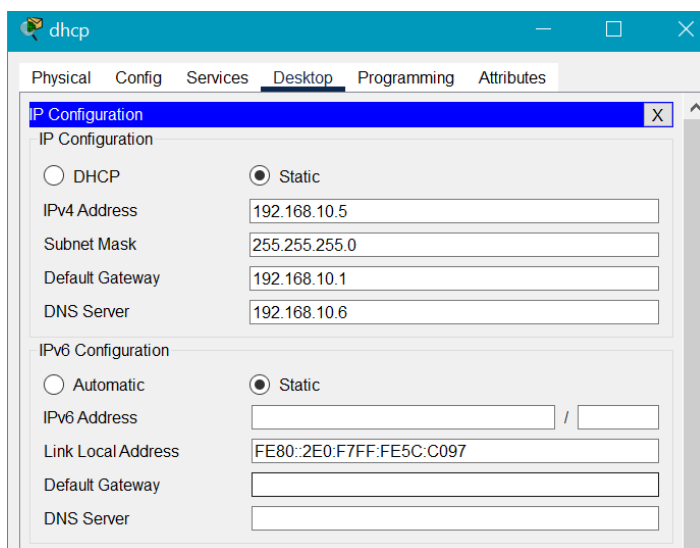 dhcp
Physical Config Services Desktop Programming Attributes
IP Configuration X
IP Configuration
DHCP Static
IPv4 Address 192.168.10.5
Subnet Mask 255.255.255.0
Default Gateway 192.168.10.1
DNS Server 192.168.10.6
IPv6 Configuration
Automatic Static
IPv6 Address /
Link Local Address FE80::2E0:F7FF:FE5C:C097
Default Gateway
DNS Server